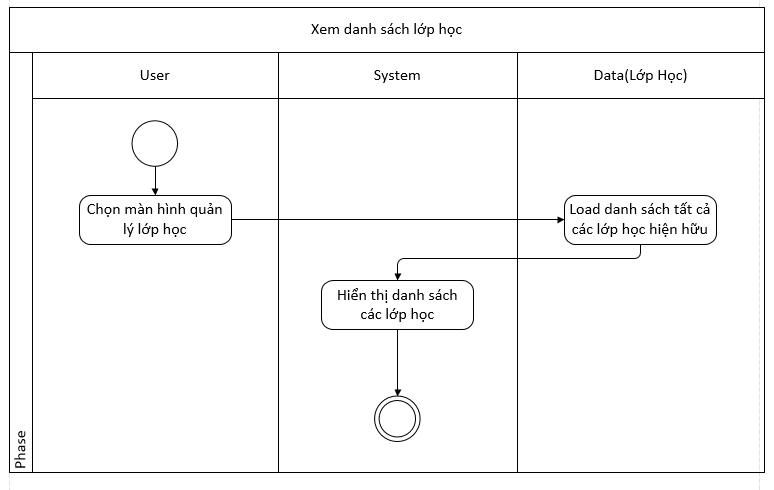 Xem danh sách lớp học
User
System
Data(Lớp Học)
Chọn màn hình quản
lý lớp học
Load danh sách tất cả
các lớp học hiện hữu
Hiển thị danh sách
các lớp học
Phase